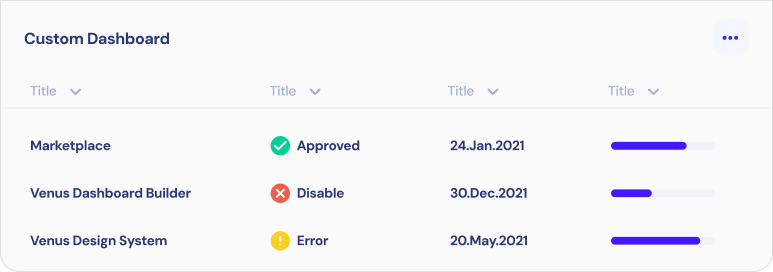 Custom Dashboard
Title Title Title Title
Marketplace Approved 24.Jan.2021
Venus Dashboard Builder Disable 30.Dec.2021
Venus Design System Error 20.May.2021